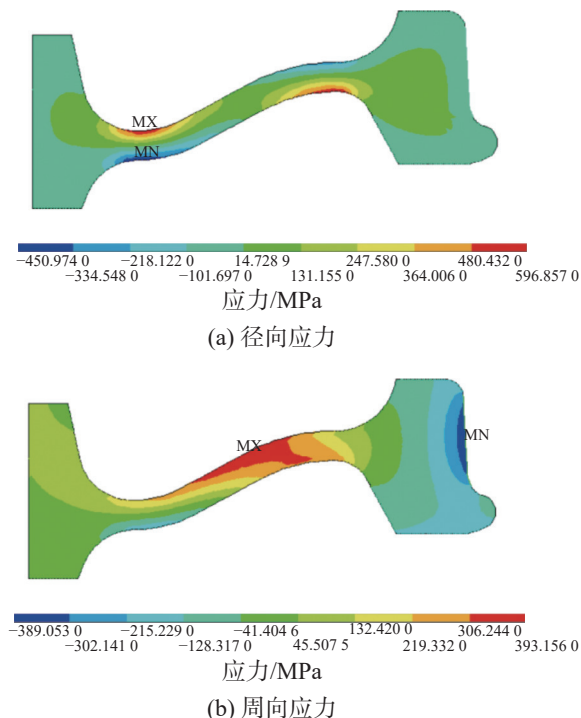 MX
MN
−450.974 0 −218.122 0 14.728 9 247.580 0 480.432 0
−334.548 0 −101.697 0 131.155 0 364.006 0 596.857 0
应力/MPa
(a) 径向应力
MX
MN
−389.053 0 −215.229 0 −41.404 6 132.420 0 306.244 0
−302.141 0 −128.317 0 45.507 5 219.332 0 393.156 0
应力/MPa
(b) 周向应力